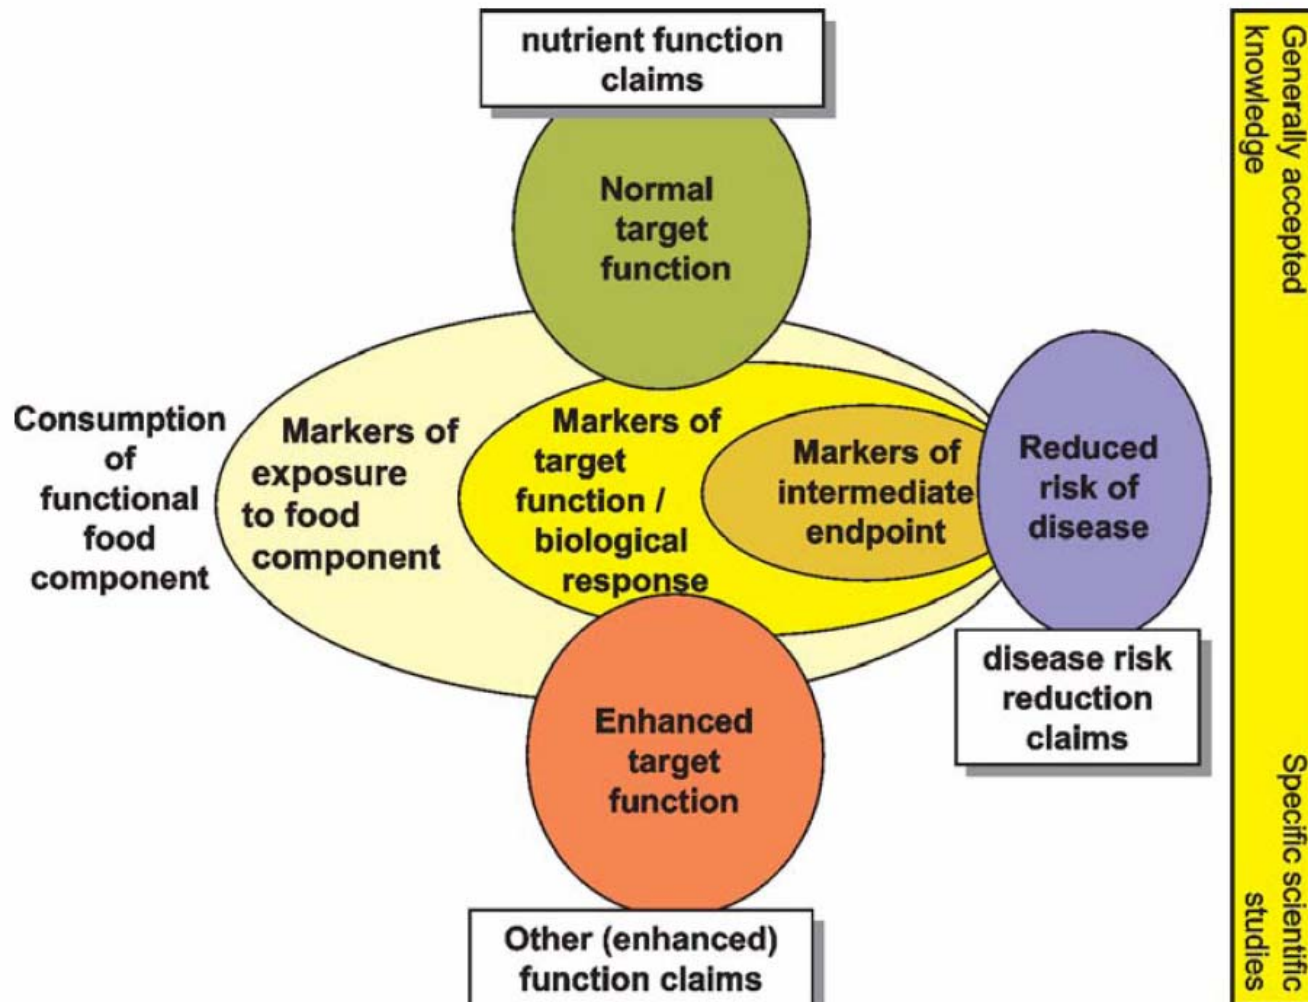 nutrient function
claims
Normal
target
function
Consumption
of
functional
food
component
Markers of
exposure
to food
component
Markers of
target
function /
biological
response
Markers of
intermediate
endpoint
Reduced
risk of
disease
disease risk
reduction
claims
Enhanced
target
function
Other (enhanced)
function claims
Generally accepted
knowledge
Specific scientific
studies